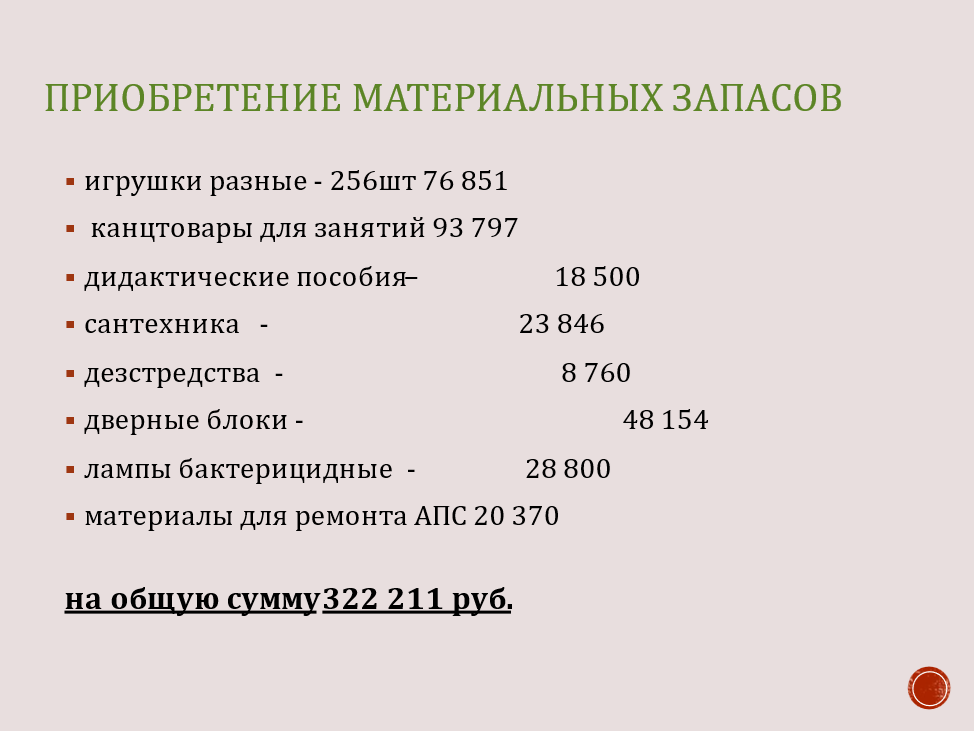 ПРИОБРЕТЕНИЕ МАТЕРИАЛЬНЫХ ЗАПАСОВ
игрушки разные - 256шт 76 851
канцтовары для занятий 93 797
дидактические пособия– 18 500
сантехника - 23 846
дезстредства - 8 760
дверные блоки - 48 154
лампы бактерицидные - 28 800
материалы для ремонта АПС 20 370
на общую сумму 322 211 руб.